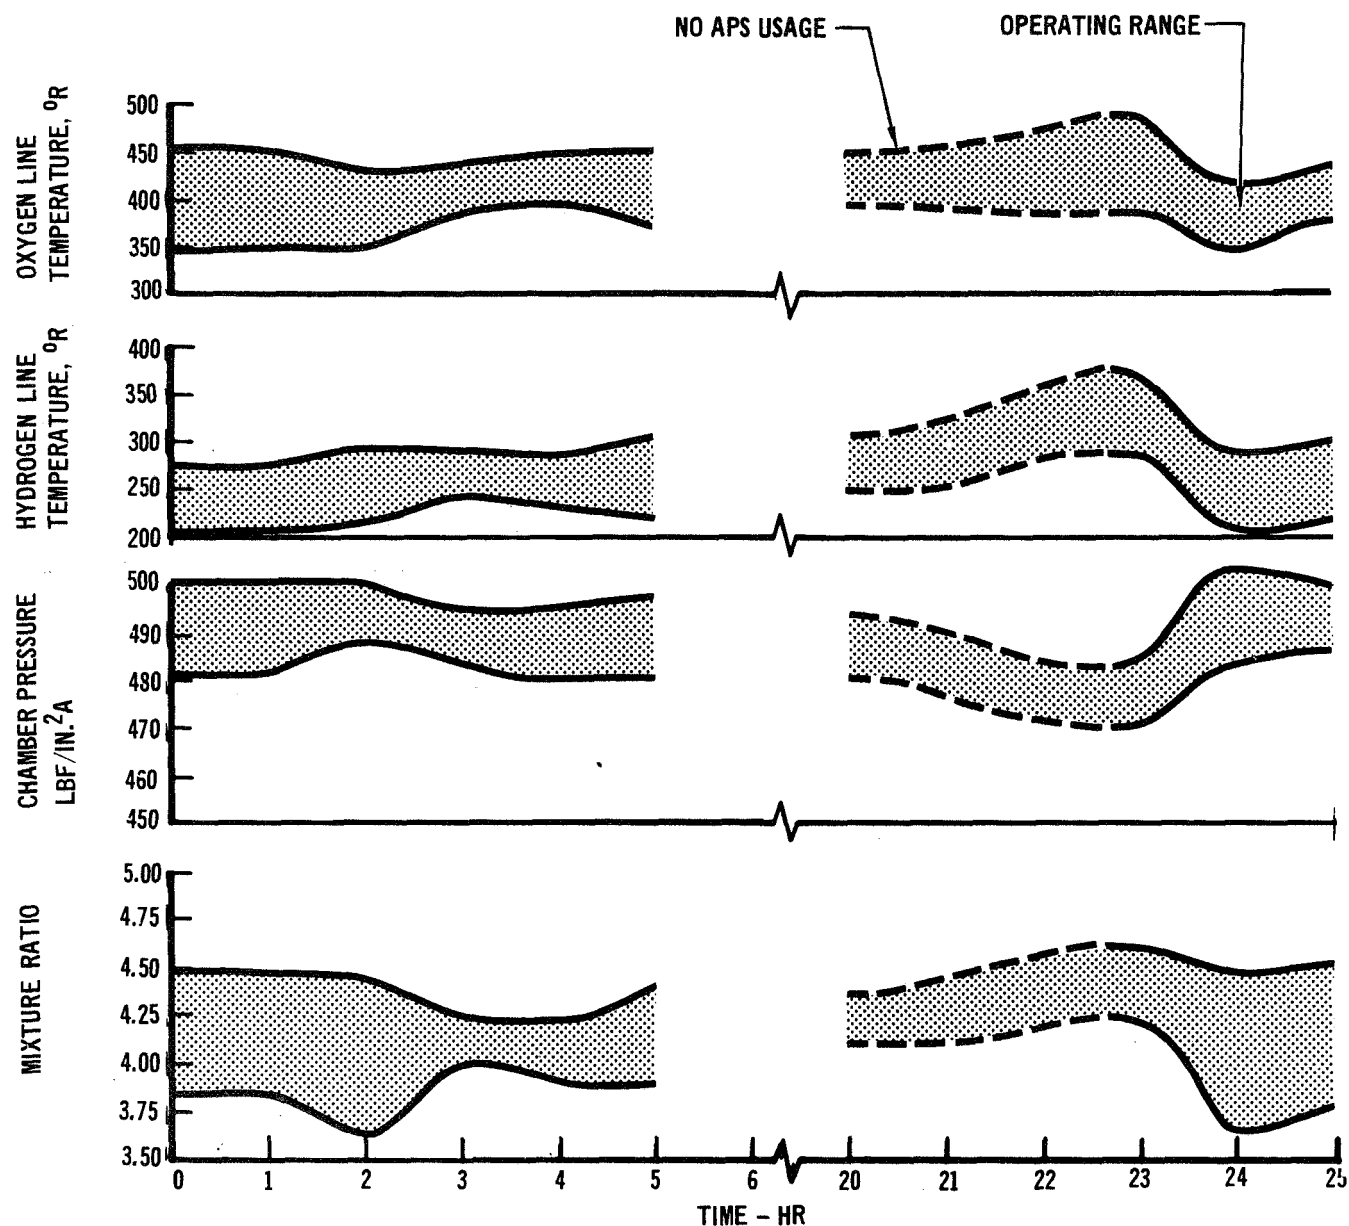 NO APS USAGE
OPERATING RANGE
OXYGEN LINE
TEMPERATURE, °R
500
450
400
350
300
HYDROGEN LINE
TEMPERATURE, °R
400
350
300
250
200
CHAMBER PRESSURE
LBF/IN.²A
500
490
480
470
460
450
MIXTURE RATIO
5.00
4.75
4.50
4.25
4.00
3.75
3.50
0 1 2 3 4 5 6 20 21 22 23 24 25
TIME – HR